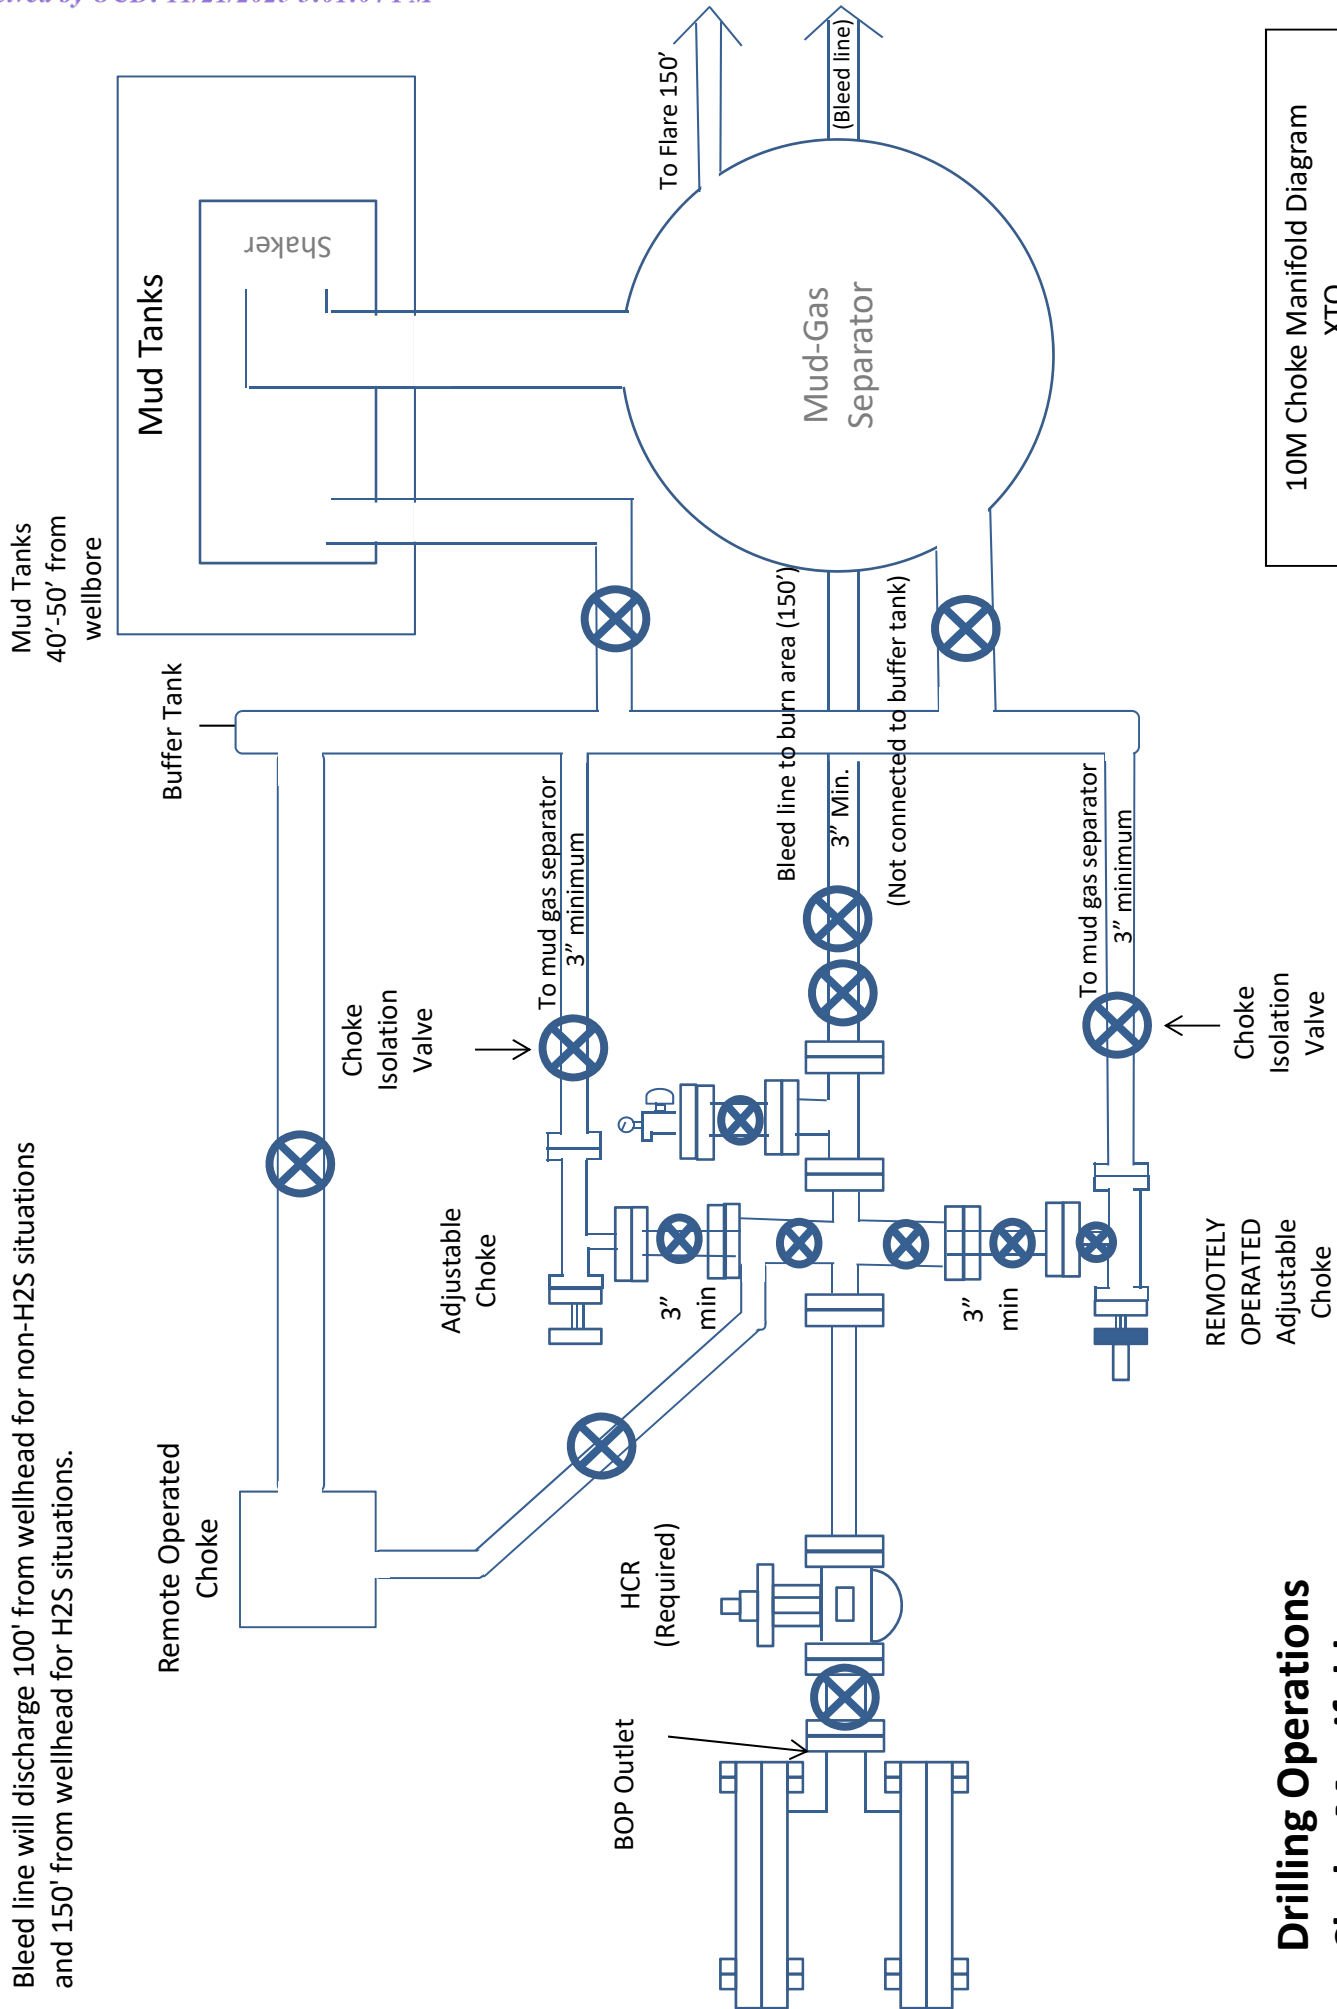 Bleed line will discharge 100' from wellhead for non-H2S situations
and 150' from wellhead for H2S situations.
Mud Tanks
40’-50’ from
wellbore
Mud Tanks
Shaker
Buffer Tank
Remote Operated
Choke
Choke
Isolation
Valve
Adjustable
Choke
To mud gas separator
3” minimum
To Flare 150’
HCR
(Required)
BOP Outlet
3”
min
Bleed line to burn area (150’)
3” Min.
(Not connected to buffer tank)
Mud-Gas
Separator
(Bleed line)
3”
min
To mud gas separator
3” minimum
REMOTELY
OPERATED
Adjustable
Choke
Choke
Isolation
Valve
10M Choke Manifold Diagram
XTO
Drilling Operations